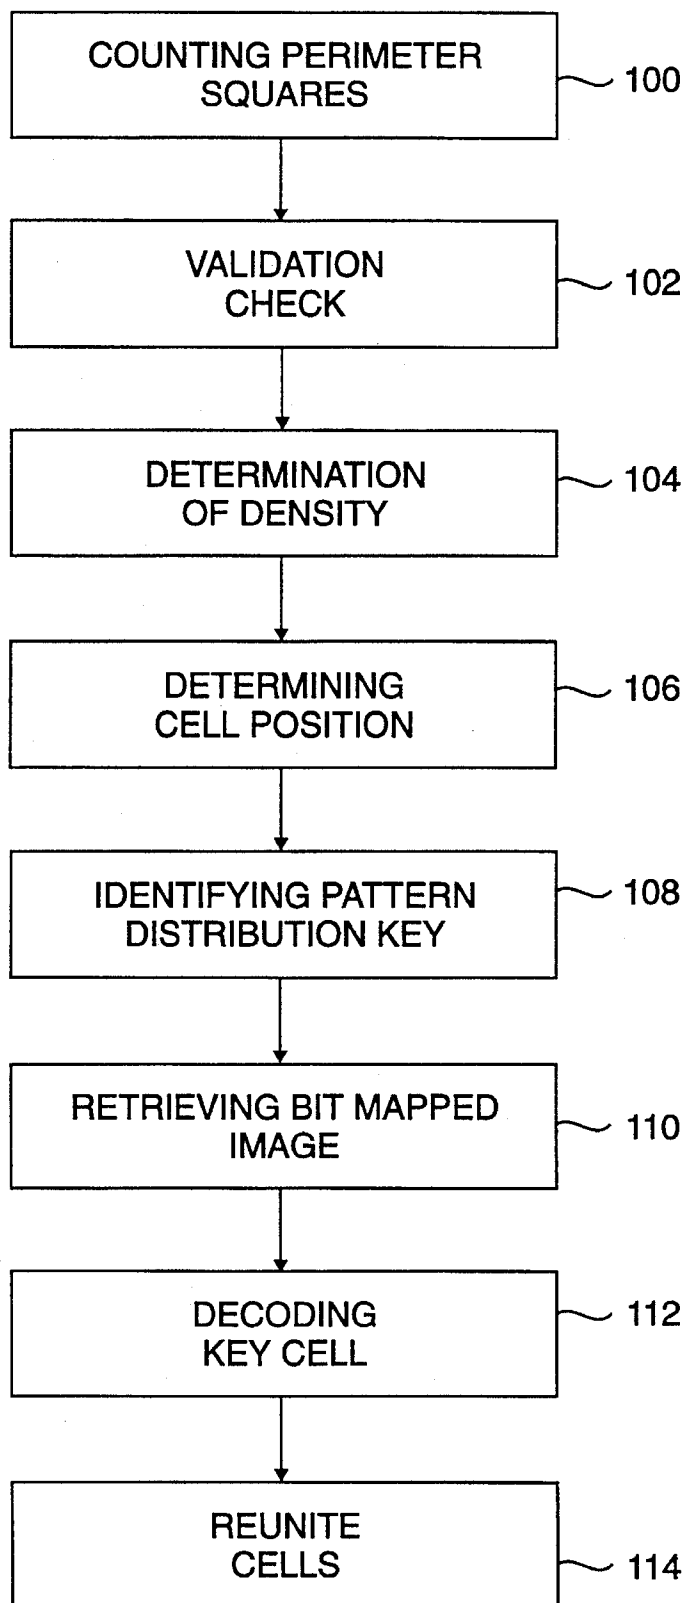 COUNTING PERIMETER
SQUARES
100
VALIDATION
CHECK
102
DETERMINATION
OF DENSITY
104
DETERMINING
CELL POSITION
106
IDENTIFYING PATTERN
DISTRIBUTION KEY
108
RETRIEVING BIT MAPPED
IMAGE
110
DECODING
KEY CELL
112
REUNITE
CELLS
114